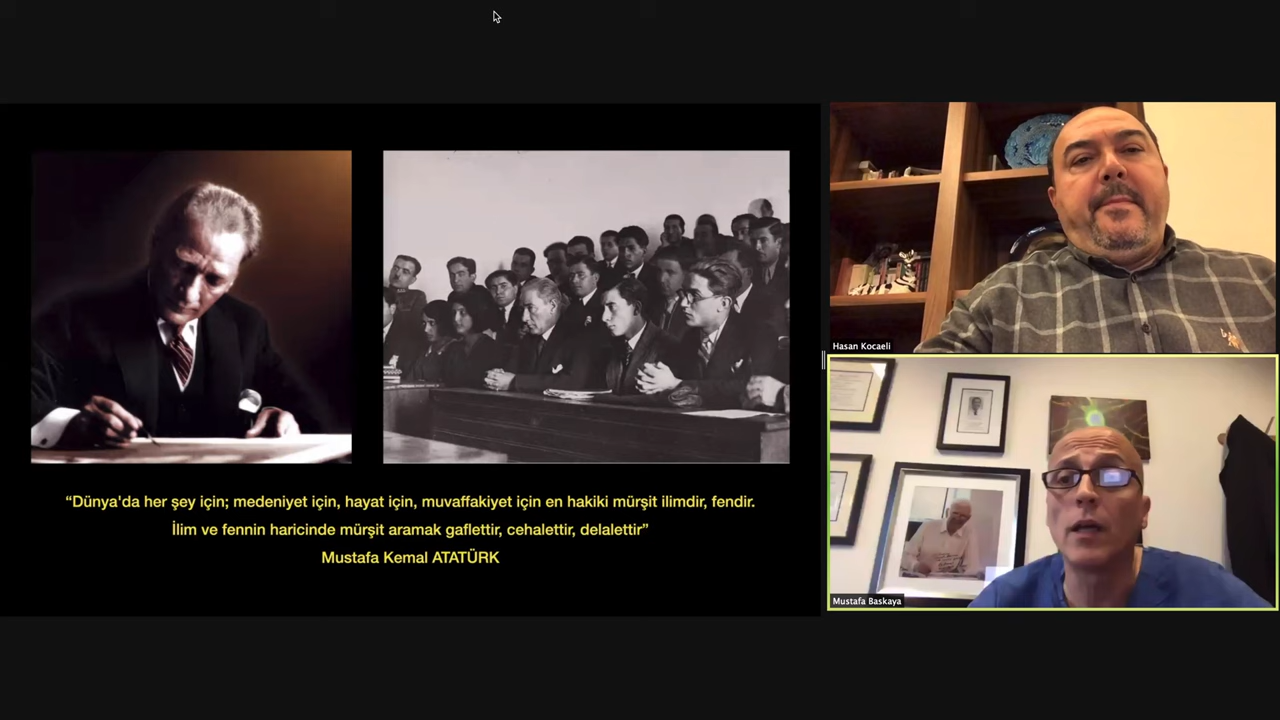 “Dünya'da her şey için; medeniyet için, hayat için, muvaffakiyet için en hakiki mürşit ilimdir, fendir.
İlim ve fennin haricinde mürşit aramak gaflettir, cehalettir, delalettir”
Mustafa Kemal ATATÜRK
Hasan Kocaeli
Mustafa Baskaya